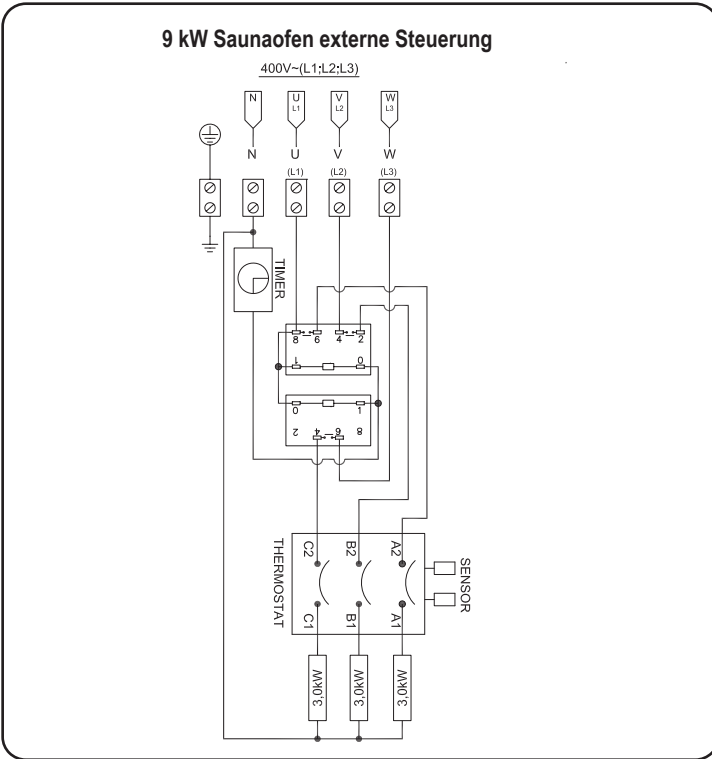 9 kW Saunaofen externe Steuerung
400V~(L1;L2;L3)
N U V W
L1 L2 L3
N U V W
(L1) (L2) (L3)
TIMER
8 6 4 2
1 0
0 1
2 4 6 8
C2 B2 A2
THERMOSTAT
SENSOR
C1 B1 A1
3,0kW 3,0kW 3,0kW